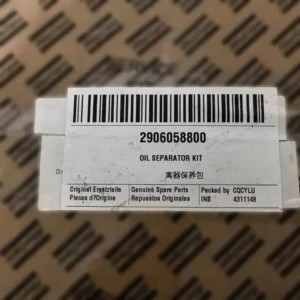 2906058800
OIL SEPARATOR KIT
离器保养包
Original Ersatzteile Genuine Spare Parts Packed by CQCYLU
Pieces d?Origine Repuestos Originales INB 4311148